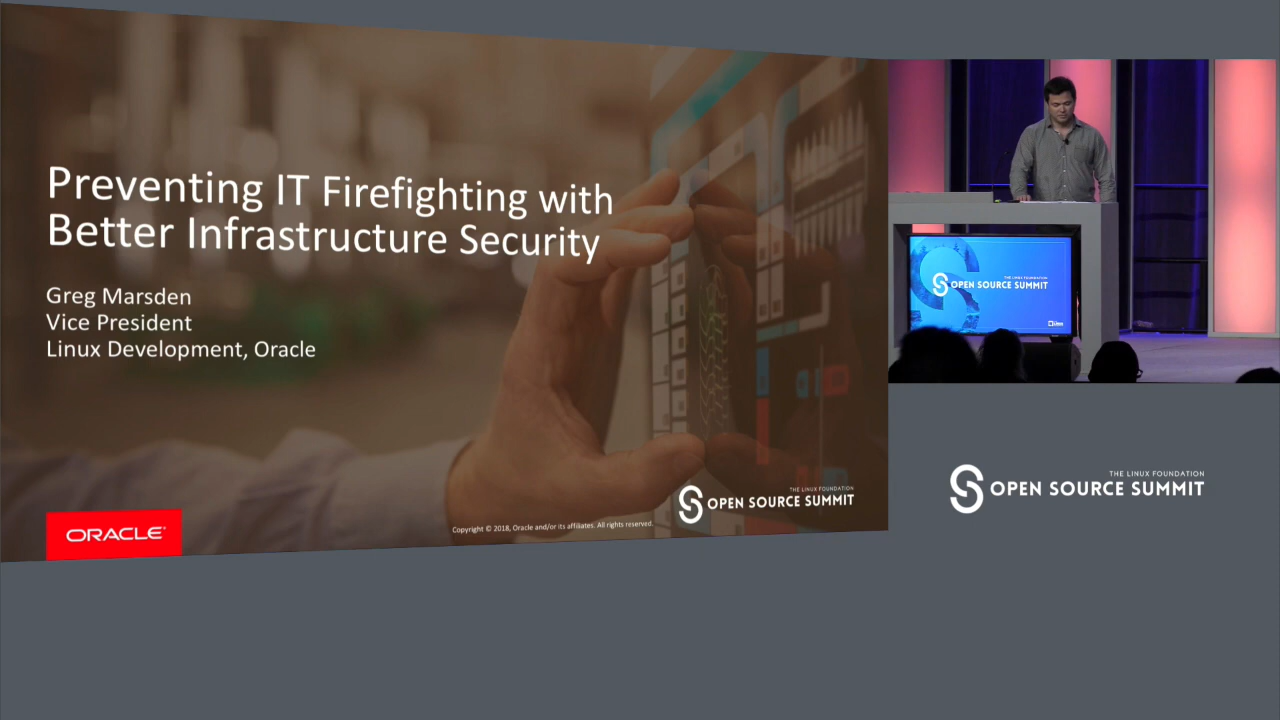 Preventing IT Firefighting with
Better Infrastructure Security
Greg Marsden
Vice President
Linux Development, Oracle
ORACLE®
Copyright © 2018, Oracle and/or its affiliates. All rights reserved.
THE LINUX FOUNDATION
OPEN SOURCE SUMMIT
THE LINUX FOUNDATION
OPEN SOURCE SUMMIT
THE LINUX FOUNDATION
OPEN SOURCE SUMMIT